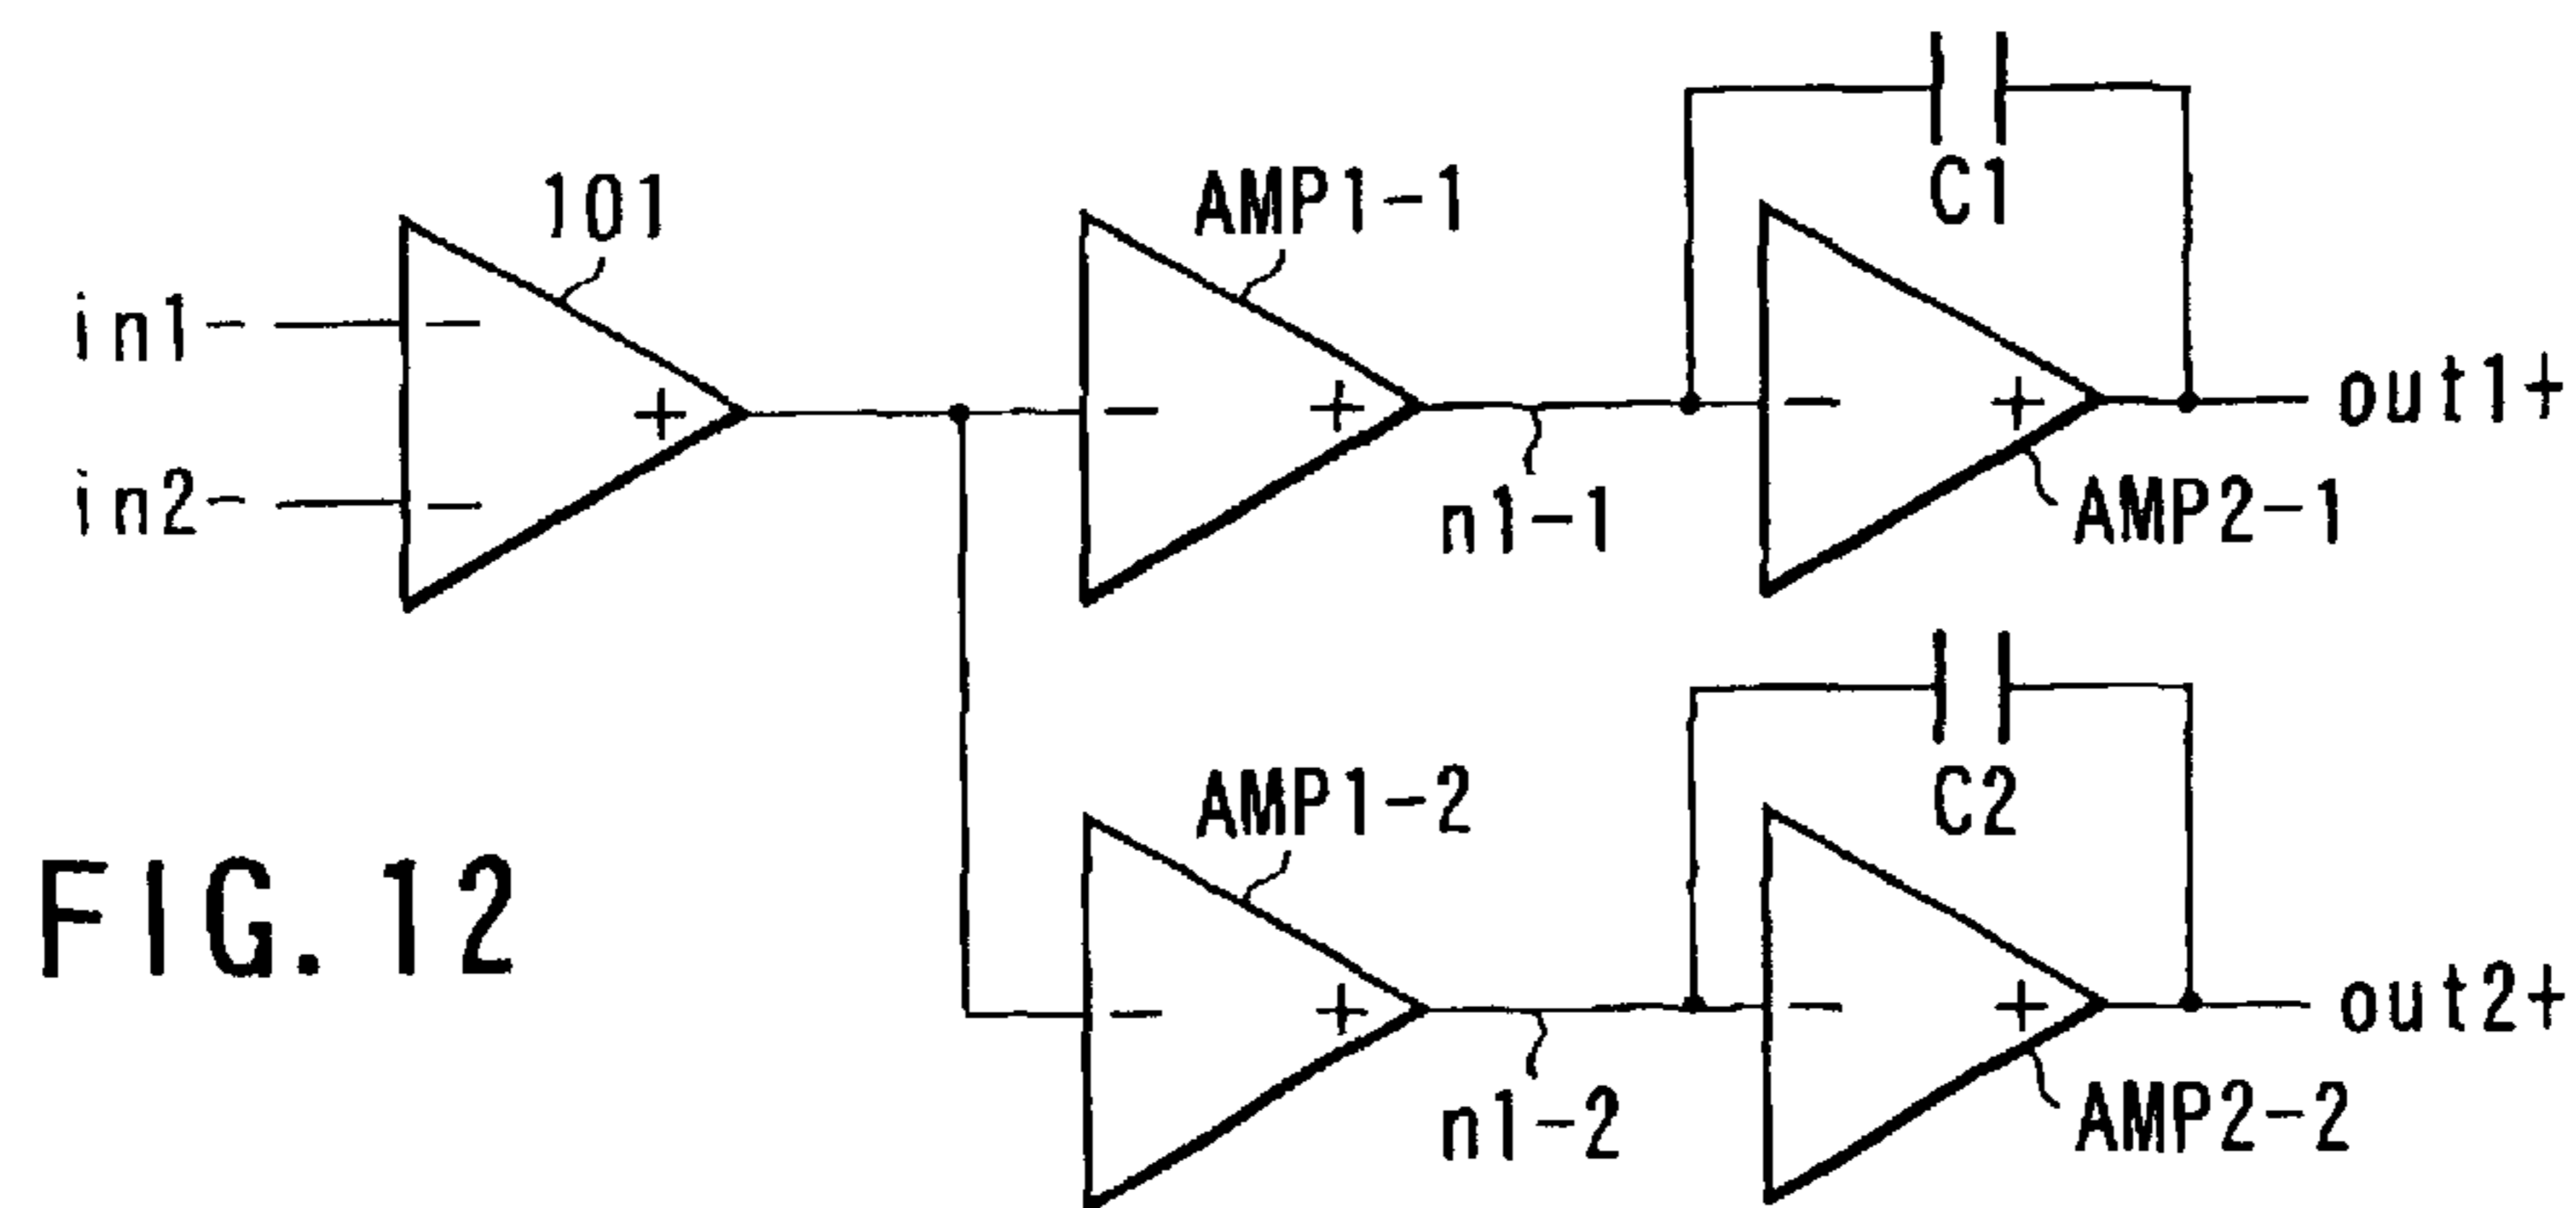 101
AMP1-1
C1
in1-
-
+
-
+
-
+
out1+
in2-
-
n1-1
AMP2-1
AMP1-2
C2
FIG.12
-
+
-
+
out2+
n1-2
AMP2-2